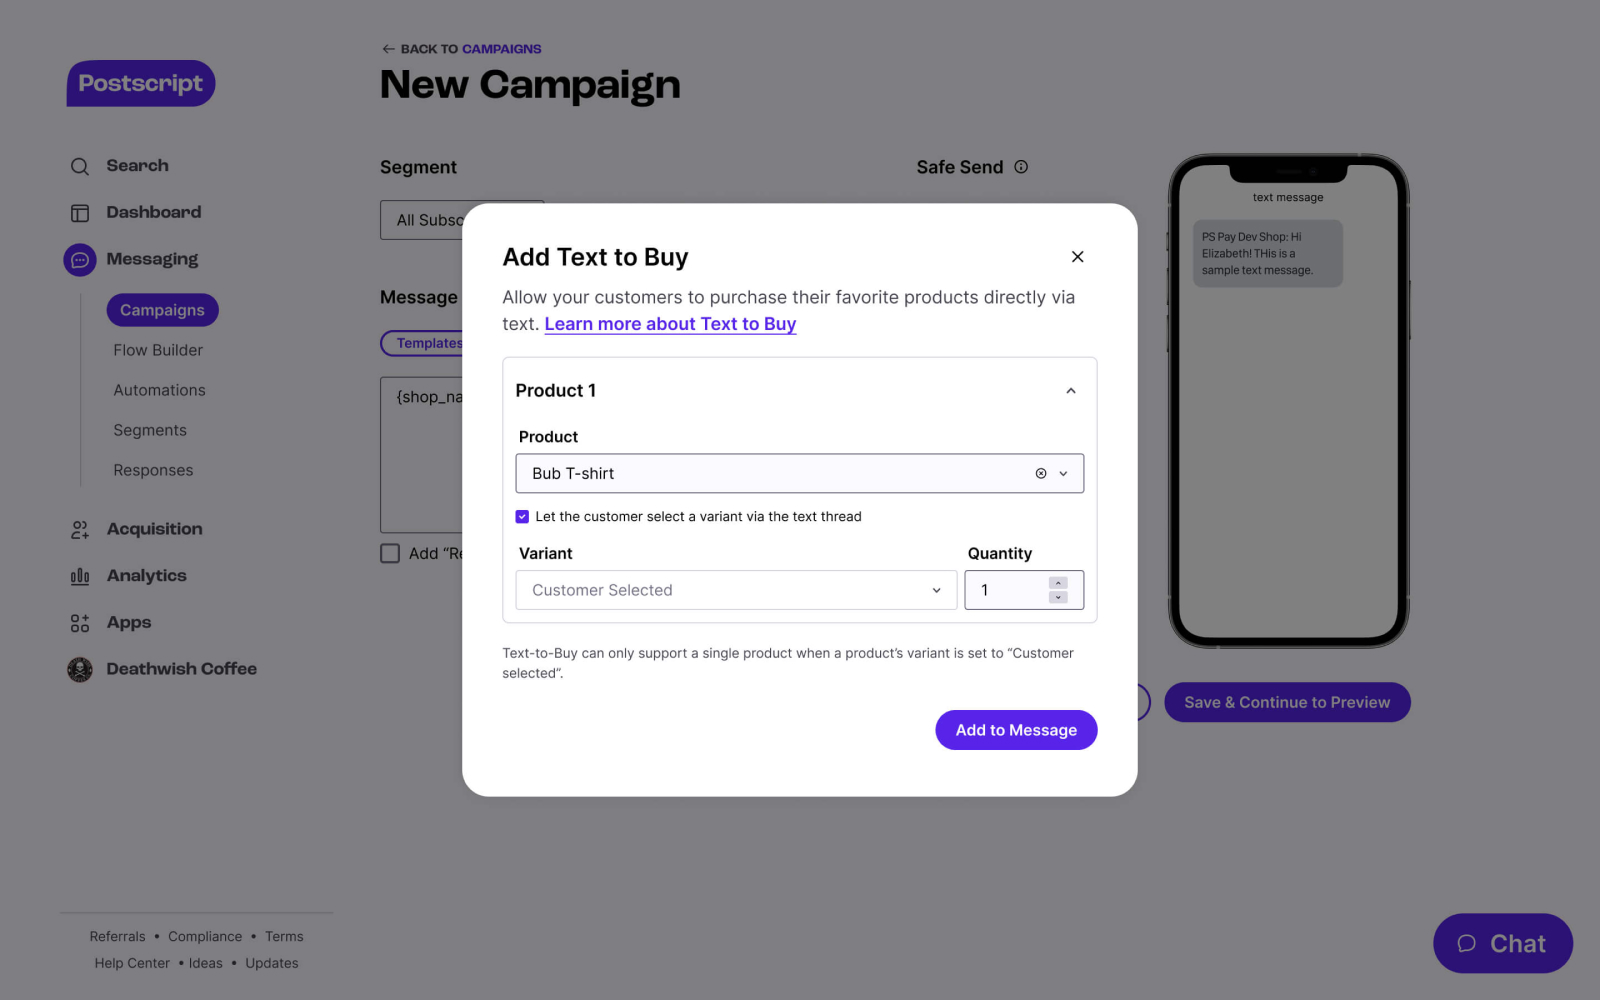 Postscript
Search
Dashboard
Messaging
Campaigns
Flow Builder
Automations
Segments
Responses
Acquisition
Analytics
Apps
Deathwish Coffee
Referrals • Compliance • Terms
Help Center • Ideas • Updates
← BACK TO CAMPAIGNS
New Campaign
Segment
All Subsc
Safe Send
Message
Templates
{shop_na
Add “Re
Add Text to Buy
Allow your customers to purchase their favorite products directly via
text. Learn more about Text to Buy
Product 1
Product
Bub T-shirt
Let the customer select a variant via the text thread
Variant
Quantity
Customer Selected
1
Text-to-Buy can only support a single product when a product’s variant is set to “Customer
selected”.
Add to Message
text message
PS Pay Dev Shop: Hi
Elizabeth! THis is a
sample text message.
Save & Continue to Preview
Chat